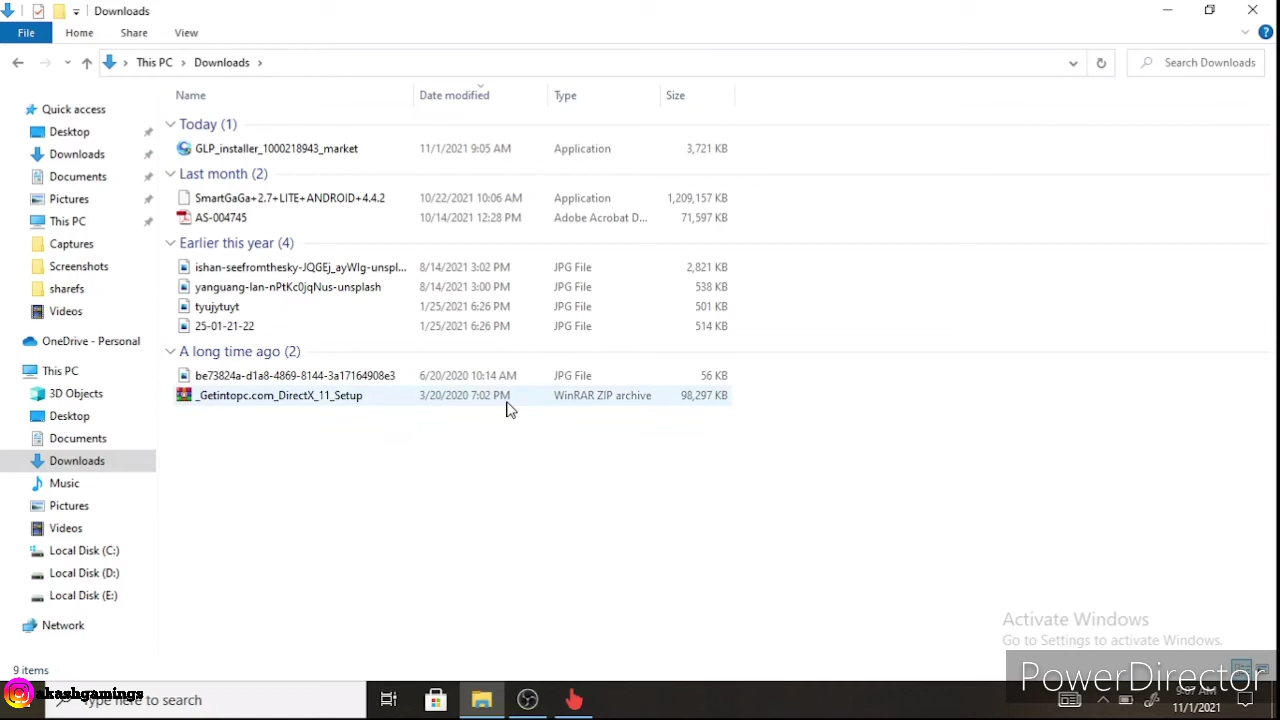 Downloads
File Home Share View
This PC Downloads
Search Downloads
Name Date modified Type Size
Quick access
Desktop
Downloads
Documents
Pictures
This PC
Captures
Screenshots
sharefs
Videos
OneDrive - Personal
This PC
3D Objects
Desktop
Documents
Downloads
Music
Pictures
Videos
Local Disk (C:)
Local Disk (D:)
Local Disk (E:)
Network
Today (1)
GLP_installer_1000218943_market 11/1/2021 9:05 AM Application 3,721 KB
Last month (2)
SmartGaGa+2.7+LITE+ANDROID+4.4.2 10/22/2021 10:06 AM Application 1,209,157 KB
AS-004745 10/14/2021 12:28 PM Adobe Acrobat D... 71,597 KB
Earlier this year (4)
ishan-seefromthesky-JQGEj_ayWIg-unspl... 8/14/2021 3:02 PM JPG File 2,821 KB
yanguang-lan-nPtKc0jqNus-unsplash 8/14/2021 3:00 PM JPG File 538 KB
tyujytuyt 1/25/2021 6:26 PM JPG File 501 KB
25-01-21-22 1/25/2021 6:26 PM JPG File 514 KB
A long time ago (2)
be73824a-d1a8-4869-8144-3a17164908e3 6/20/2020 10:14 AM JPG File 56 KB
_Getintopc.com_DirectX_11_Setup 3/20/2020 7:02 PM WinRAR ZIP archive 98,297 KB
Activate Windows
Go to Settings to activate Windows.
9 items
PowerDirector
akashgamings
Type here to search
11/1/2021